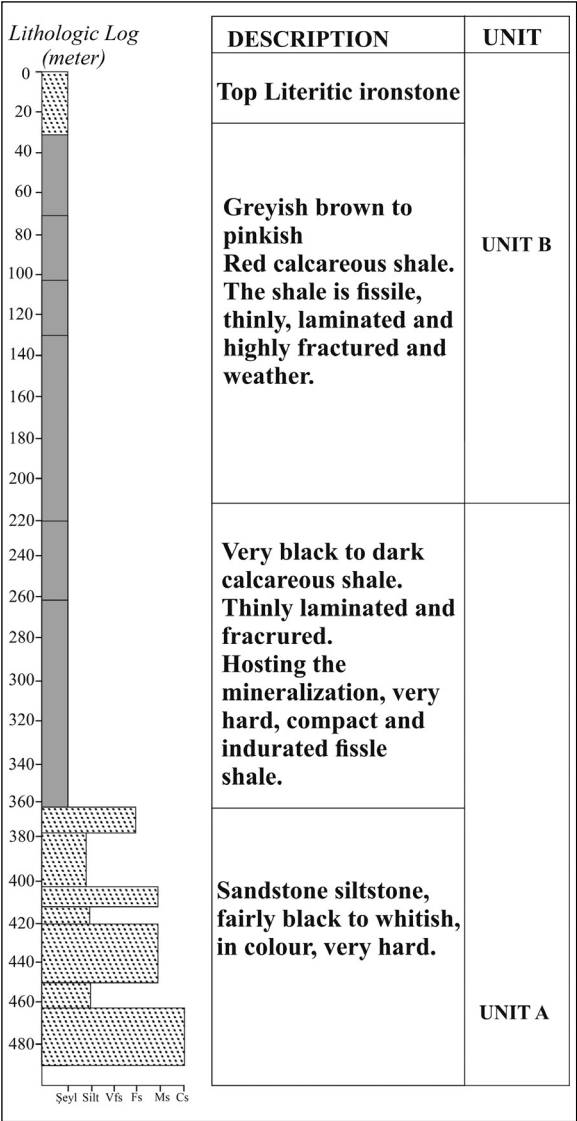 Lithologic Log
(meter)
DESCRIPTION
UNIT
0
20
40
60
80
100
120
140
160
180
200
220
240
260
280
300
320
340
360
380
400
420
440
460
480
Şeyl Silt Vfs Fs Ms Cs
Top Literitic ironstone
Greyish brown to
pinkish
Red calcareous shale.
The shale is fissile,
thinly, laminated and
highly fractured and
weather.
UNIT B
Very black to dark
calcareous shale.
Thinly laminated and
fracrured.
Hosting the
mineralization, very
hard, compact and
indurated fissle
shale.
Sandstone siltstone,
fairly black to whitish,
in colour, very hard.
UNIT A